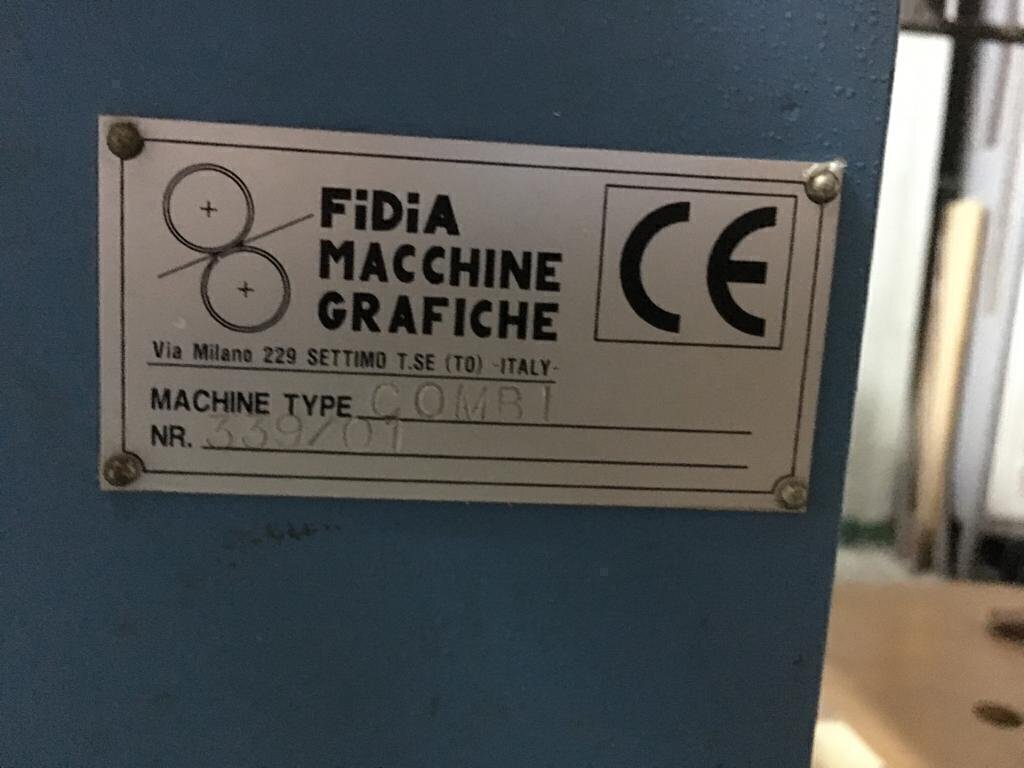 FiDiA
MACCHINE
GRAFICHE
CE
Via Milano 229 SETTIMO T.SE (TO) -ITALY-
MACHINE TYPE COMBI
NR. 339/01